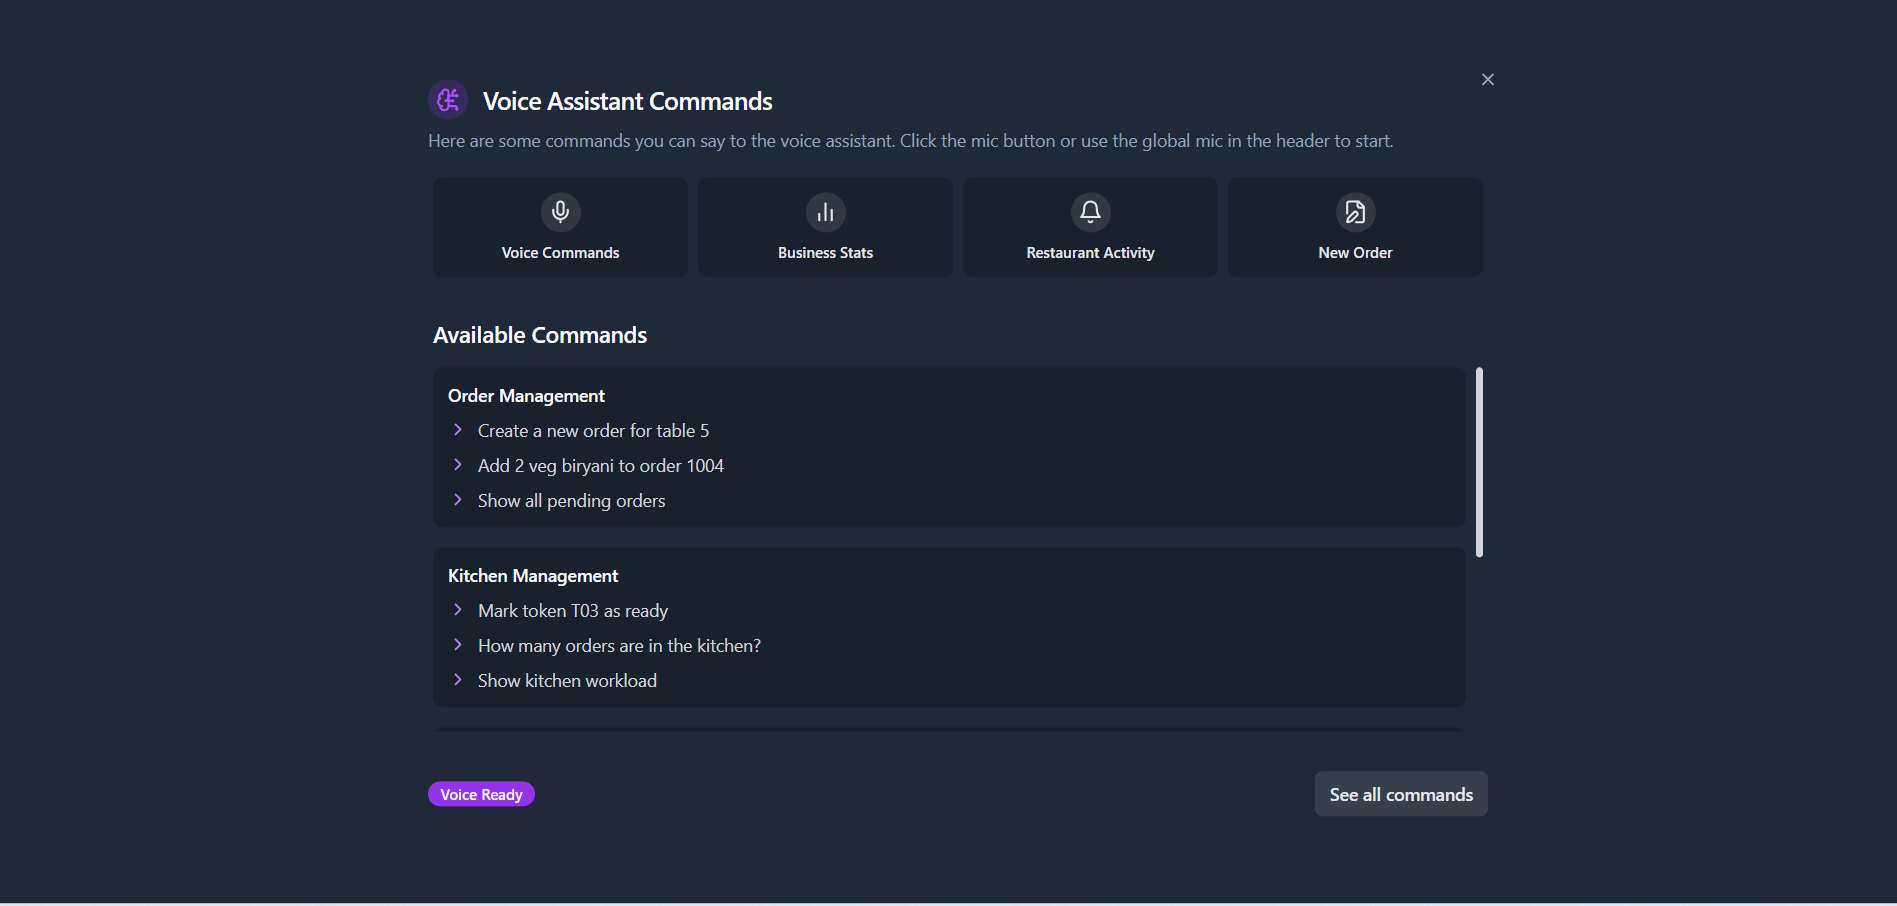 Voice Assistant Commands
Here are some commands you can say to the voice assistant. Click the mic button or use the global mic in the header to start.
Voice Commands
Business Stats
Restaurant Activity
New Order
Available Commands
Order Management
Create a new order for table 5
Add 2 veg biryani to order 1004
Show all pending orders
Kitchen Management
Mark token T03 as ready
How many orders are in the kitchen?
Show kitchen workload
Voice Ready
See all commands